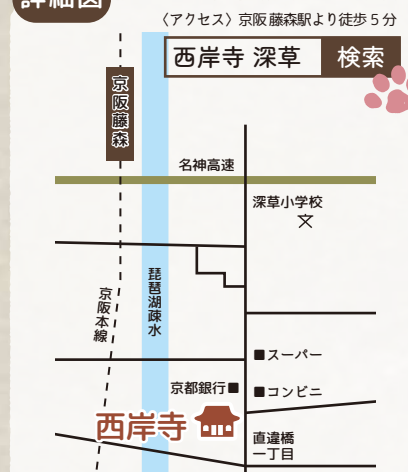 詳細図
〈アクセス〉京阪藤森駅より徒歩5分
西岸寺 深草 検索
京阪藤森
名神高速
深草小学校
文
琵琶湖疏水
京阪本線
■スーパー
京都銀行■
■コンビニ
西岸寺
直違橋
一丁目